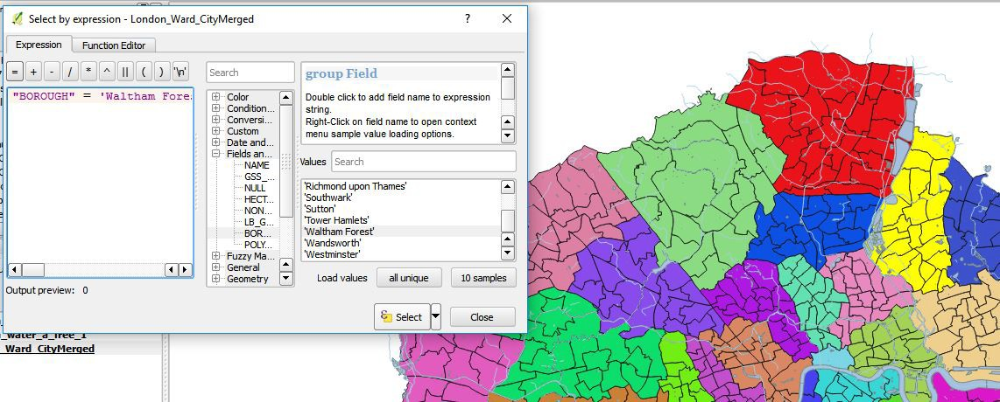 Select by expression - London_Ward_CityMerged
?
Expression
Function Editor
= + - / * ^ || ( ) '\n'
"BOROUGH" = 'Waltham Fores
Search
Color
Condition...
Conversi...
Custom
Date and...
Fields an...
NAME
GSS_...
NULL
HECT...
NON...
LB_G...
BOR...
POLY...
Fuzzy Ma...
General
Geometry
group Field
Double click to add field name to expression
string.
Right-Click on field name to open context
menu sample value loading options.
Values
Search
'Richmond upon Thames'
'Southwark'
'Sutton'
'Tower Hamlets'
'Waltham Forest'
'Wandsworth'
'Westminster'
Load values
all unique
10 samples
Output preview: 0
Select
Close
_Ward_CityMerged